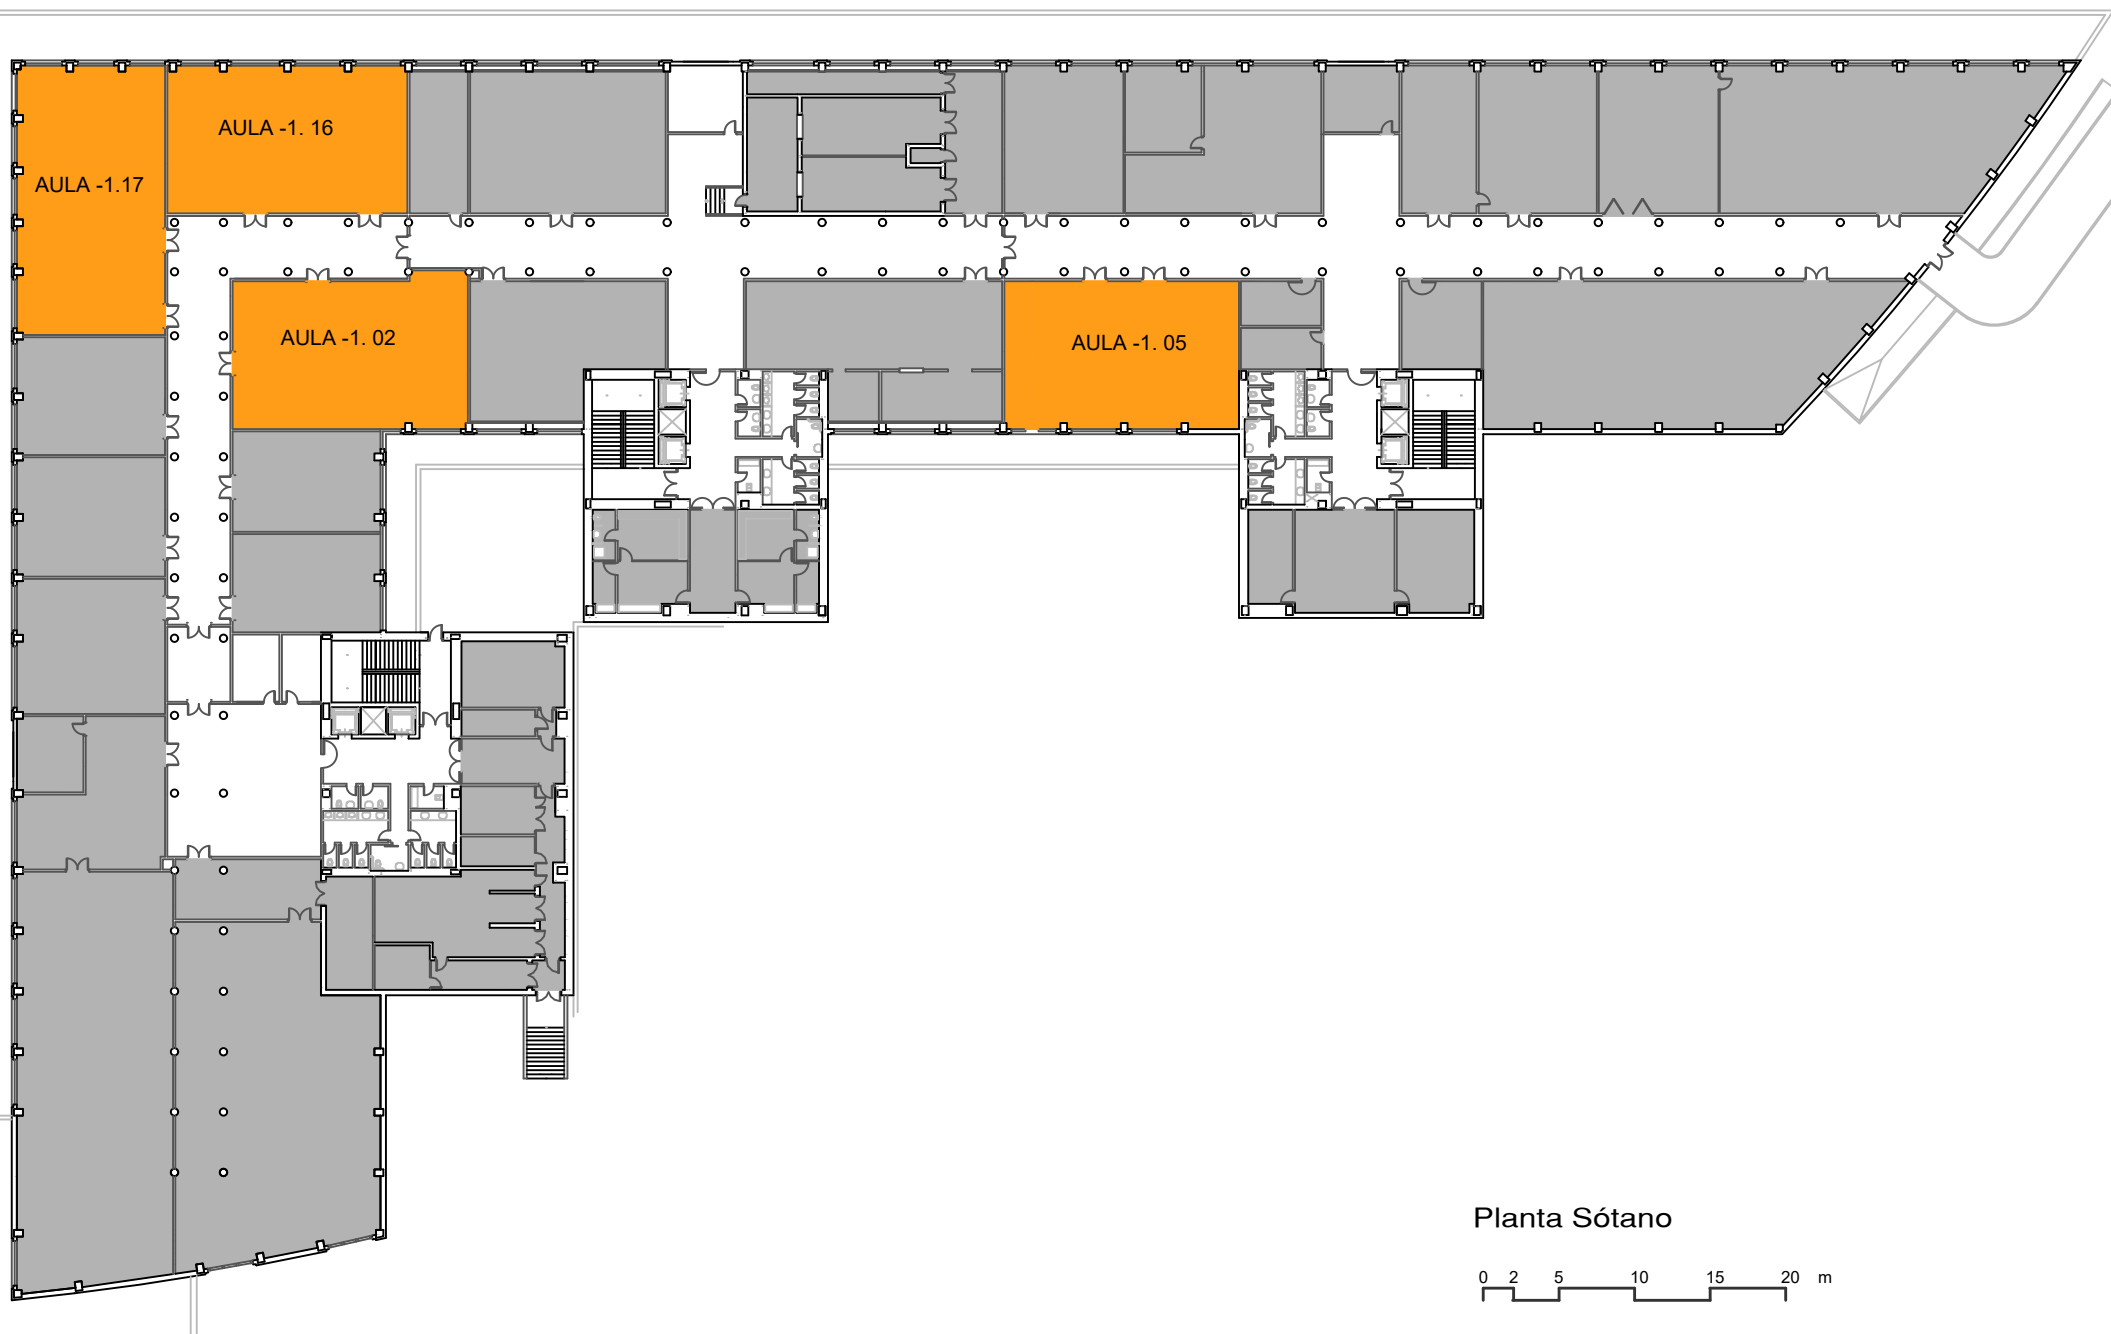 AULA -1. 16
AULA -1.17
AULA -1. 02
AULA -1. 05
Planta Sótano
0 2 5 10 15 20 m